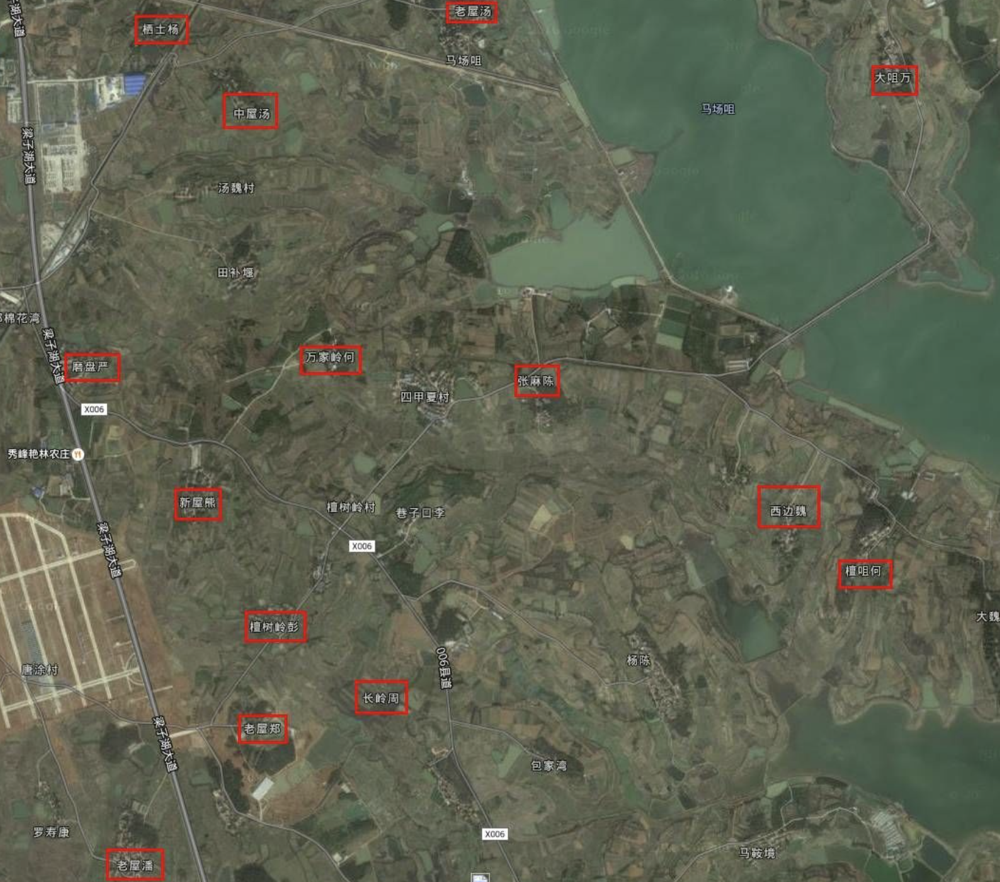 梁子湖大道
栖士杨
老屋汤
马场咀
大咀万
马场咀
中屋汤
梁子湖大道
汤魏村
田补堰
棉花湾
梁子湖大道
磨盘严
万家岭何
张麻陈
四甲夏村
X006
秀峰艳林农庄
新屋熊
檀树岭村
巷子口李
西边魏
X006
梁子湖大道
檀咀何
大魏
檀树岭彭
006县道
杨陈
唐涂村
长岭周
老屋郑
梁子湖大道
包家湾
罗寿康
X006
马鞍境
老屋潘